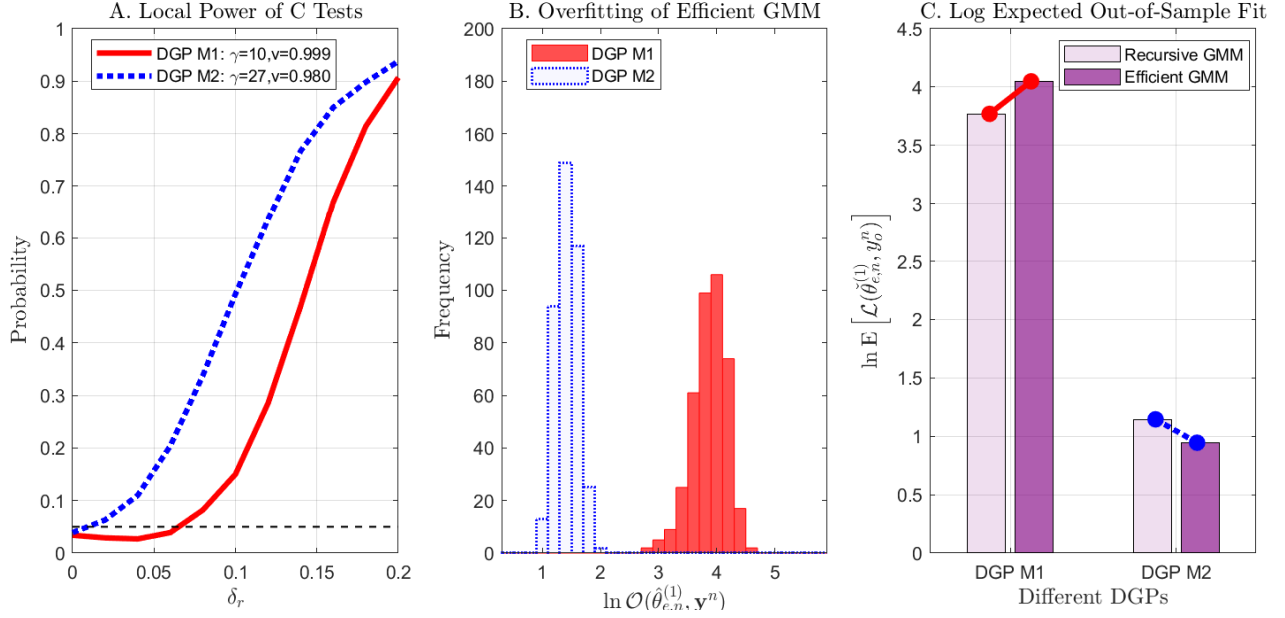 A. Local Power of C Tests
1
0.9
0.8
0.7
0.6
0.5
0.4
0.3
0.2
0.1
0
Probability
DGP M1: γ=10,v=0.999
DGP M2: γ=27,v=0.980
0 0.05 0.1 0.15 0.2
δ_r
B. Overfitting of Efficient GMM
200
180
160
140
120
100
80
60
40
20
0
Frequency
DGP M1
DGP M2
1 2 3 4 5
ln 𝒪(θ̂_{e,n}^{(1)}, 𝐲^n)
C. Log Expected Out-of-Sample Fit
4.5
4
3.5
3
2.5
2
1.5
1
0.5
0
ln 𝐄 [ℒ(θ̌_{e,n}^{(1)}, y_o^n)]
Recursive GMM
Efficient GMM
DGP M1 DGP M2
Different DGPs